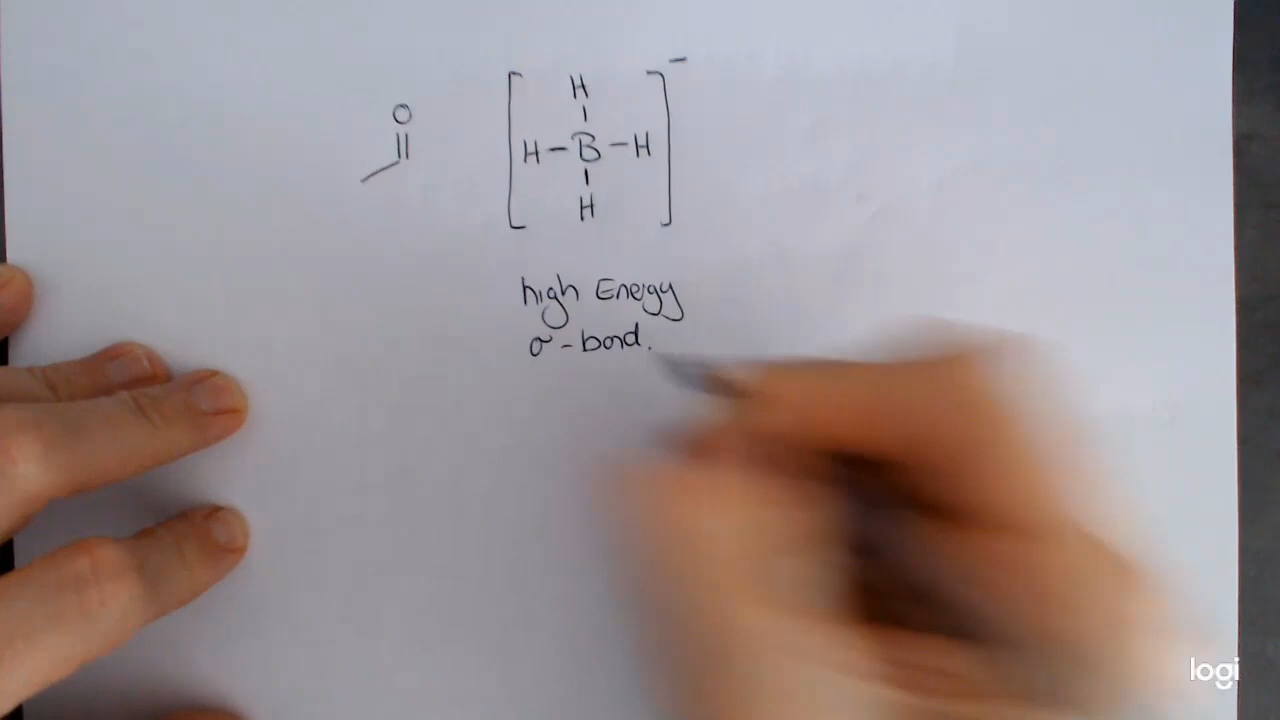 O
H
H-B-H
H
high Energy
σ-bond.
logi